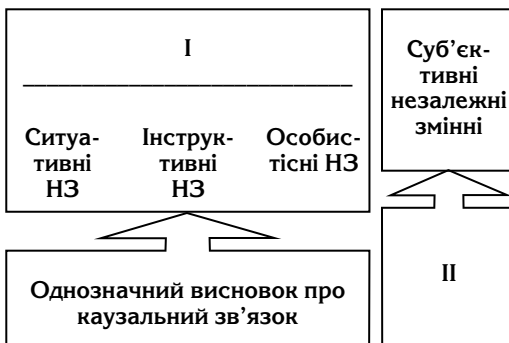 I
____________________________
Ситуа-
тивні
НЗ
Інструк-
тивні
НЗ
Особис-
тісні НЗ
Суб’єк-
тивні
незалежні
змінні
Однозначний висновок про
каузальний зв’язок
II